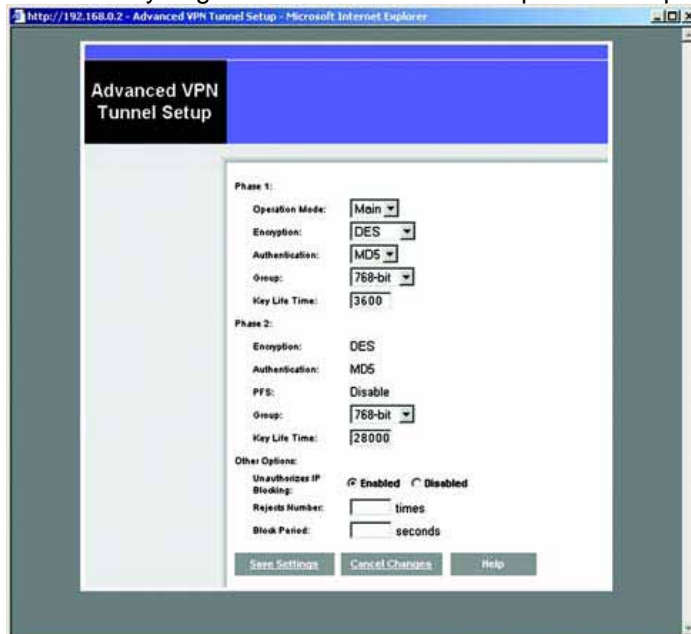 http://192.168.0.2 - Advanced VPN Tunnel Setup - Microsoft Internet Explorer
Advanced VPN
Tunnel Setup
Phase 1:
Operation Mode: Main
Encryption: DES
Authentication: MD5
Group: 768-bit
Key Life Time: 3600
Phase 2:
Encryption: DES
Authentication: MD5
PFS: Disable
Group: 768-bit
Key Life Time: 28000
Other Options:
Unauthorizes IP
Blocking: Enabled Disabled
Rejects Number: times
Block Period: seconds
Save Settings Cancel Changes Help